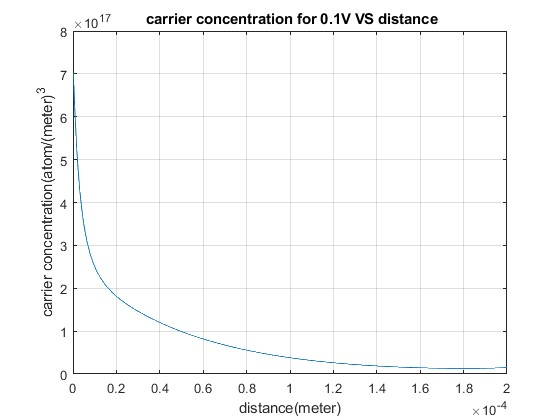 carrier concentration for 0.1V VS distance
×10^17
8
7
6
5
4
3
2
1
0
carrier concentration(atom/(meter)^3
0 0.2 0.4 0.6 0.8 1 1.2 1.4 1.6 1.8 2
distance(meter)
×10^-4